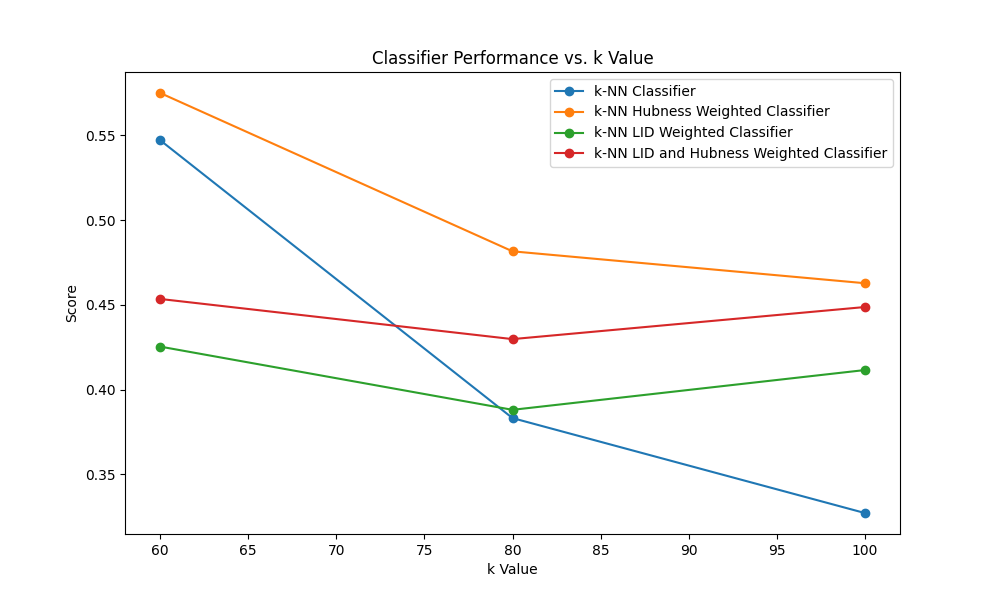 Classifier Performance vs. k Value
k-NN Classifier
k-NN Hubness Weighted Classifier
k-NN LID Weighted Classifier
k-NN LID and Hubness Weighted Classifier
0.55
0.50
0.45
0.40
0.35
Score
60 65 70 75 80 85 90 95 100
k Value